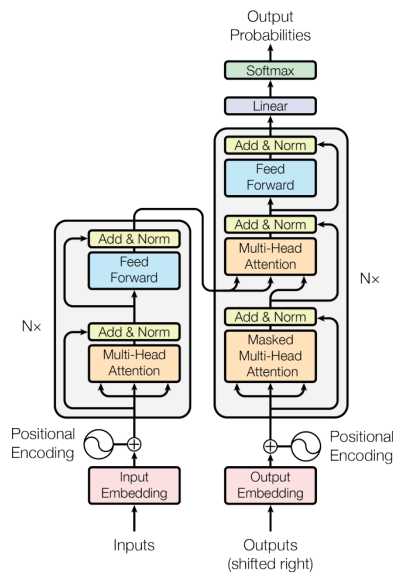 Output
Probabilities
Softmax
Linear
Add & Norm
Feed
Forward
Add & Norm
Multi-Head
Attention
Add & Norm
Masked
Multi-Head
Attention
N×
Positional
Encoding
Output
Embedding
Outputs
(shifted right)
Add & Norm
Feed
Forward
Add & Norm
Multi-Head
Attention
N×
Positional
Encoding
Input
Embedding
Inputs